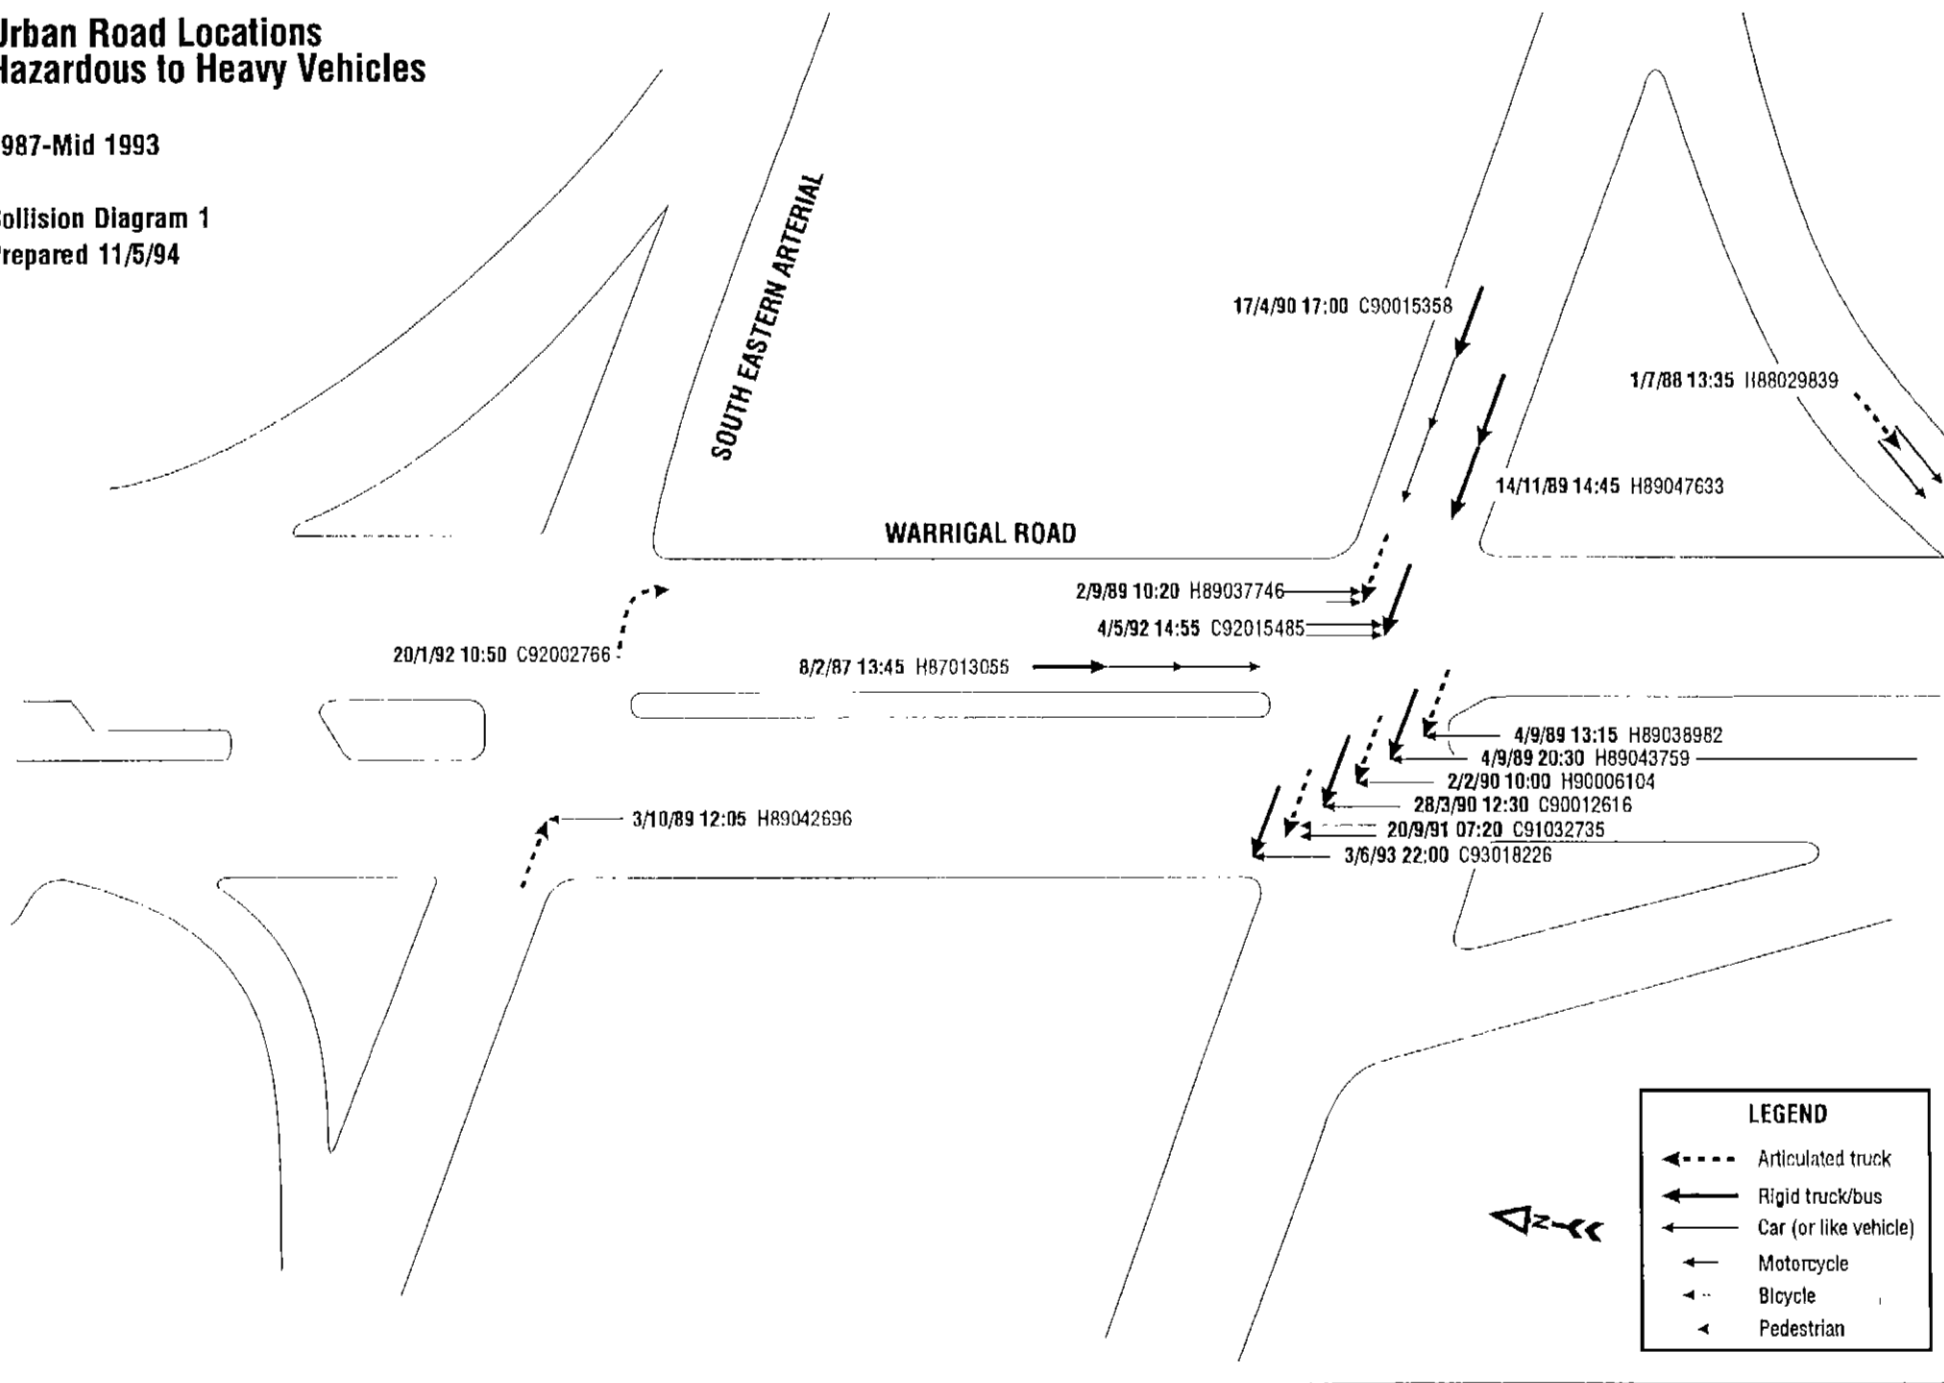 Urban Road Locations
Hazardous to Heavy Vehicles
987-Mid 1993
Collision Diagram 1
Prepared 11/5/94
SOUTH EASTERN ARTERIAL
17/4/90 17:00 C90015358
1/7/88 13:35 H88029839
14/11/89 14:45 H89047633
WARRIGAL ROAD
2/9/89 10:20 H89037746
4/5/92 14:55 C92015485
20/1/92 10:50 C92002766
8/2/87 13:45 H87013055
4/9/89 13:15 H89038982
4/9/89 20:30 H89043759
2/2/90 10:00 H90006104
28/3/90 12:30 C90012616
3/10/89 12:05 H89042696
20/9/91 07:20 C91032735
3/6/93 22:00 C93018226
LEGEND
Articulated truck
Rigid truck/bus
Car (or like vehicle)
Motorcycle
Bicycle
Pedestrian
N